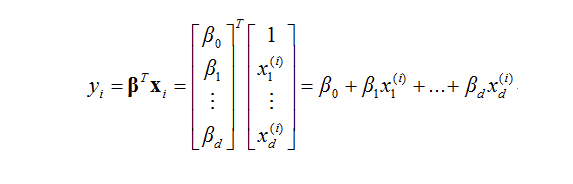 y_i = β^T x_i = [β_0 β_1 ⋮ β_d]^T [1 x_1^(i) ⋮ x_d^(i)] = β_0 + β_1 x_1^(i) + ... + β_d x_d^(i)